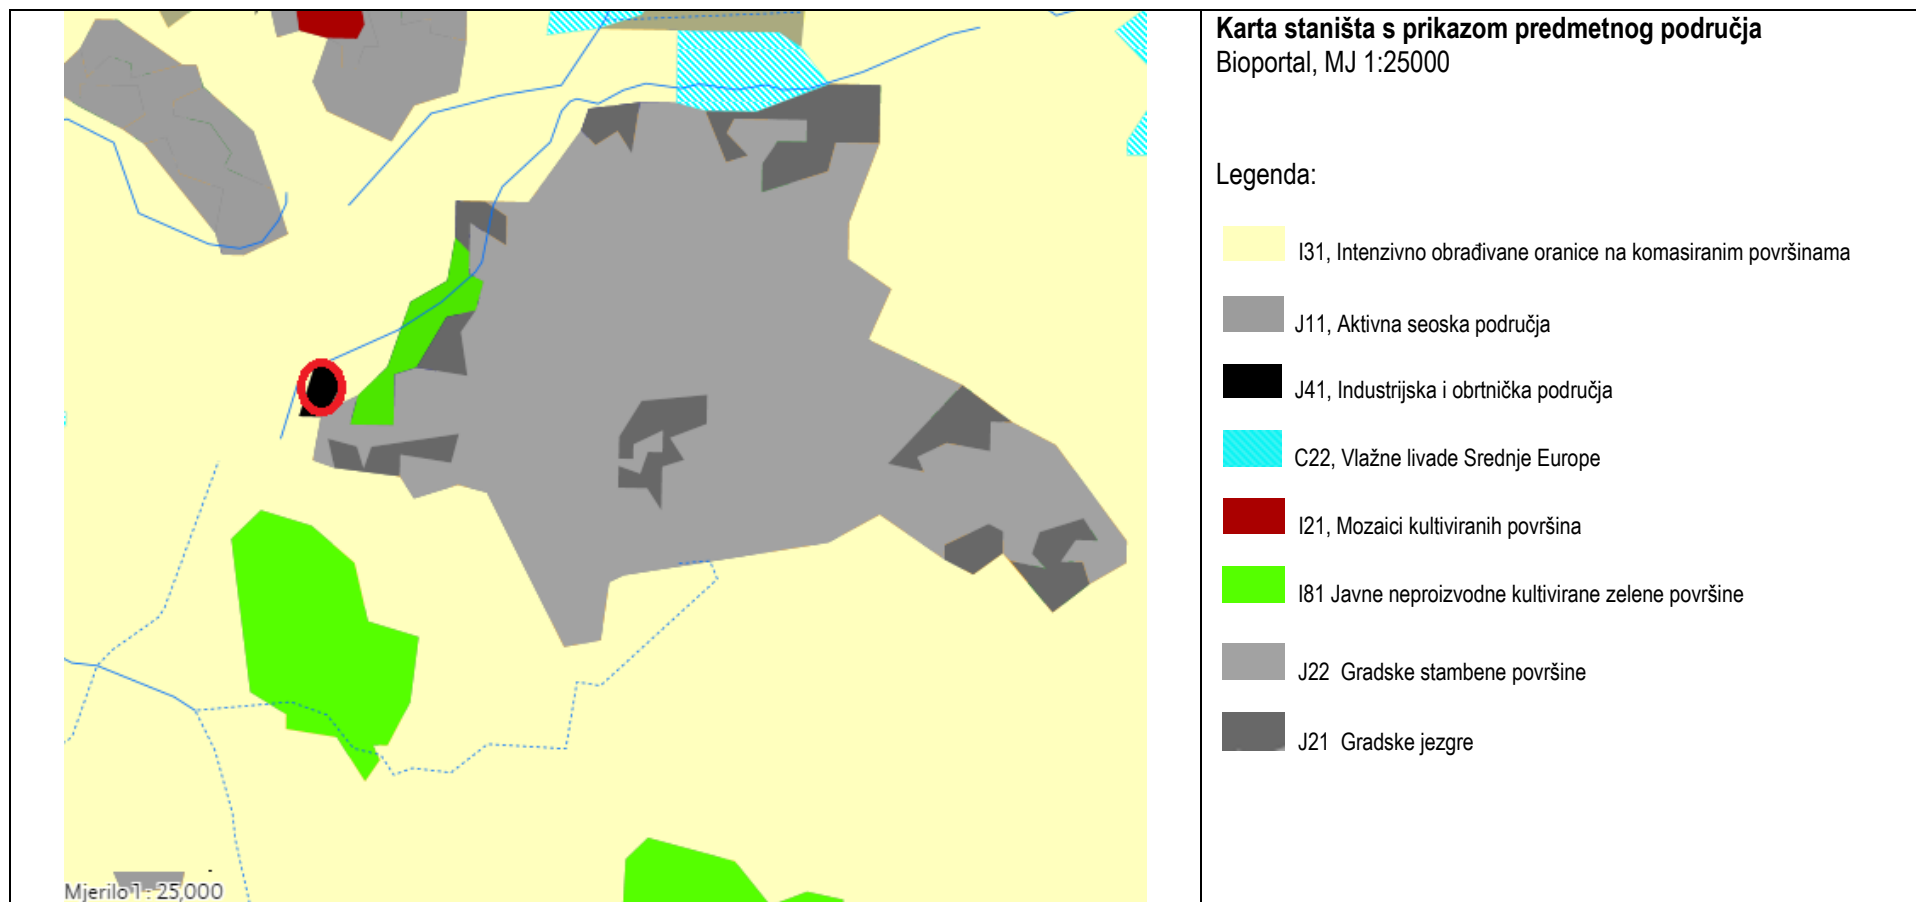 Karta staništa s prikazom predmetnog područja
Bioportal, MJ 1:25000
Legenda:
I31, Intenzivno obrađivane oranice na komasiranim površinama
J11, Aktivna seoska područja
J41, Industrijska i obrtnička područja
C22, Vlažne livade Srednje Europe
I21, Mozaici kultiviranih površina
I81 Javne neproizvodne kultivirane zelene površine
J22 Gradske stambene površine
J21 Gradske jezgre
Mjerilo 1 : 25,000